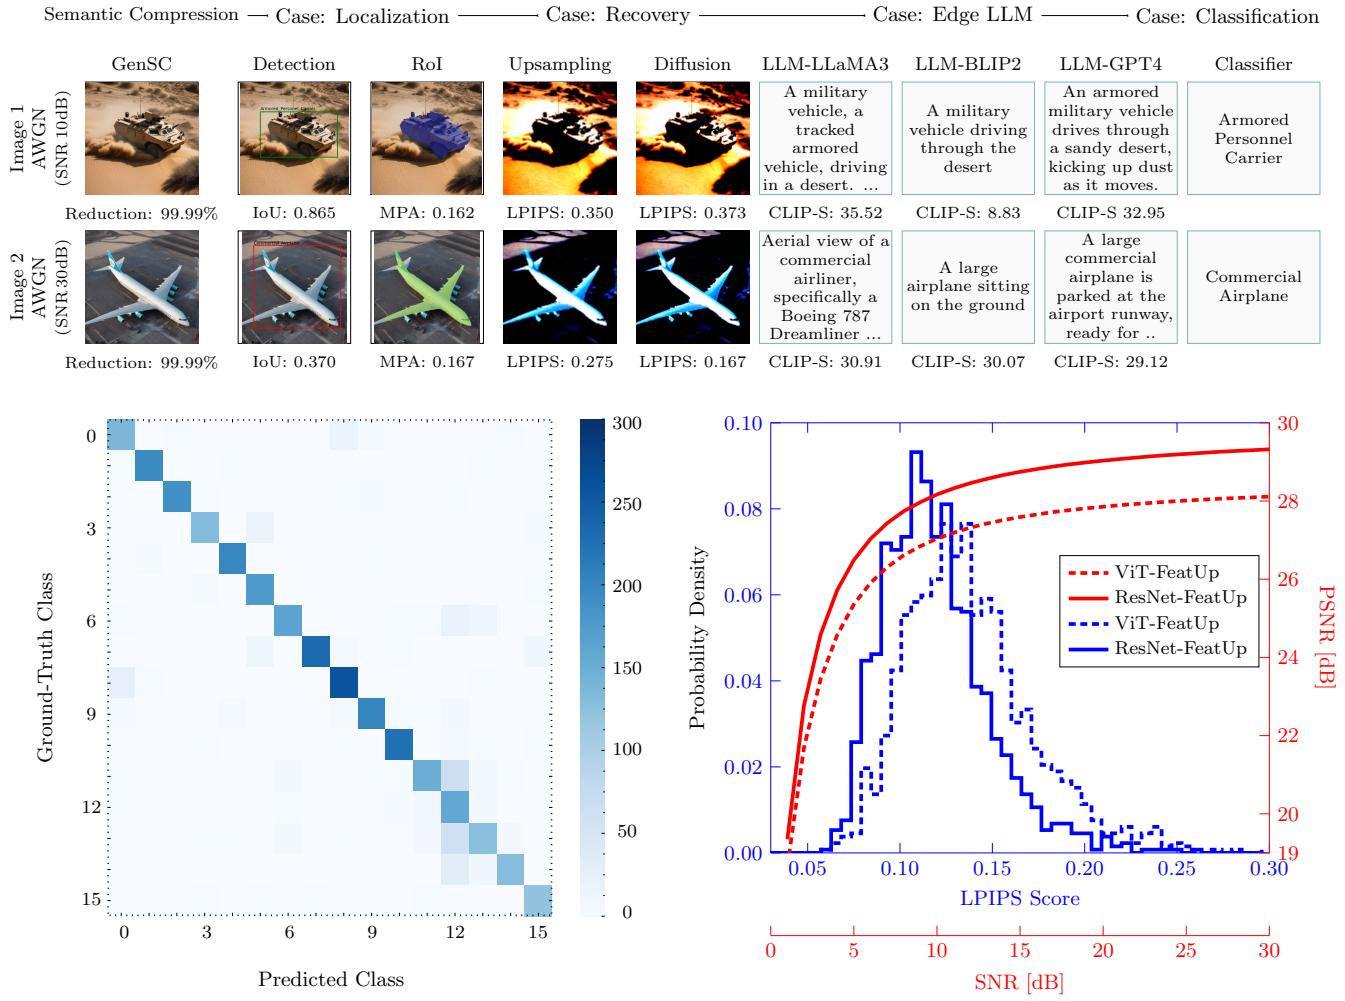 Semantic Compression — Case: Localization — Case: Recovery — Case: Edge LLM — Case: Classification
GenSC Detection RoI Upsampling Diffusion LLM-LLaMA3 LLM-BLIP2 LLM-GPT4 Classifier
Image 1
AWGN
(SNR 10dB)
Armored Personel Carrier
A military
vehicle, a
tracked
armored
vehicle, driving
in a desert. ...
A military
vehicle driving
through the
desert
An armored
military vehicle
drives through
a sandy desert,
kicking up dust
as it moves.
Armored
Personnel
Carrier
Reduction: 99.99% IoU: 0.865 MPA: 0.162 LPIPS: 0.350 LPIPS: 0.373 CLIP-S: 35.52 CLIP-S: 8.83 CLIP-S 32.95
Image 2
AWGN
(SNR 30dB)
Commercial Airplane
Aerial view of a
commercial
airliner,
specifically a
Boeing 787
Dreamliner ...
A large
airplane sitting
on the ground
A large
commercial
airplane is
parked at the
airport runway,
ready for ..
Commercial
Airplane
Reduction: 99.99% IoU: 0.370 MPA: 0.167 LPIPS: 0.275 LPIPS: 0.167 CLIP-S: 30.91 CLIP-S: 30.07 CLIP-S: 29.12
Ground-Truth Class
0
3
6
9
12
15
0 3 6 9 12 15
Predicted Class
300
250
200
150
100
50
0
Probability Density
0.10
0.08
0.06
0.04
0.02
0.00
0.05 0.10 0.15 0.20 0.25 0.30
LPIPS Score
30
28
26
24
22
20
19
PSNR [dB]
ViT-FeatUp
ResNet-FeatUp
ViT-FeatUp
ResNet-FeatUp
0 5 10 15 20 25 30
SNR [dB]